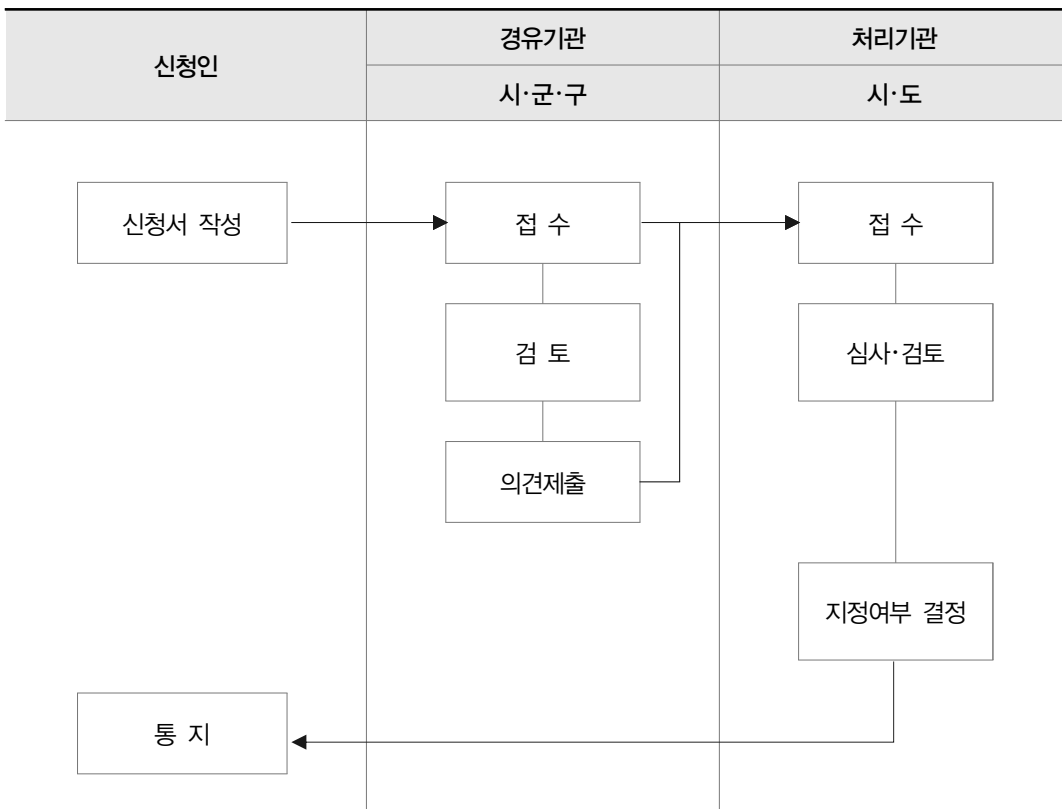 신청인
경유기관
처리기관
시·군·구
시·도
신청서 작성
접 수
접 수
검 토
심사·검토
의견제출
지정여부 결정
통 지